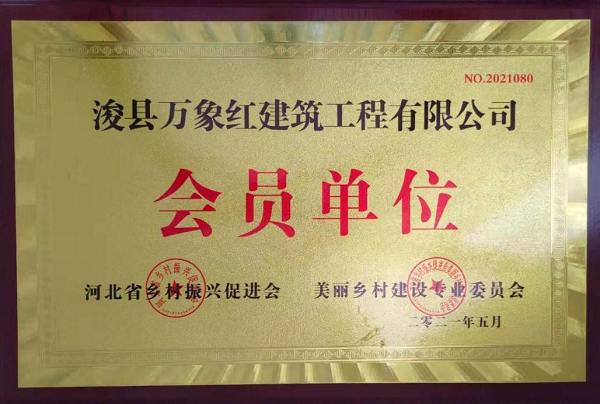 NO.2021080
浚县万象红建筑工程有限公司
会员单位
河北省乡村振兴促进会 美丽乡村建设专业委员会
二零二一年五月